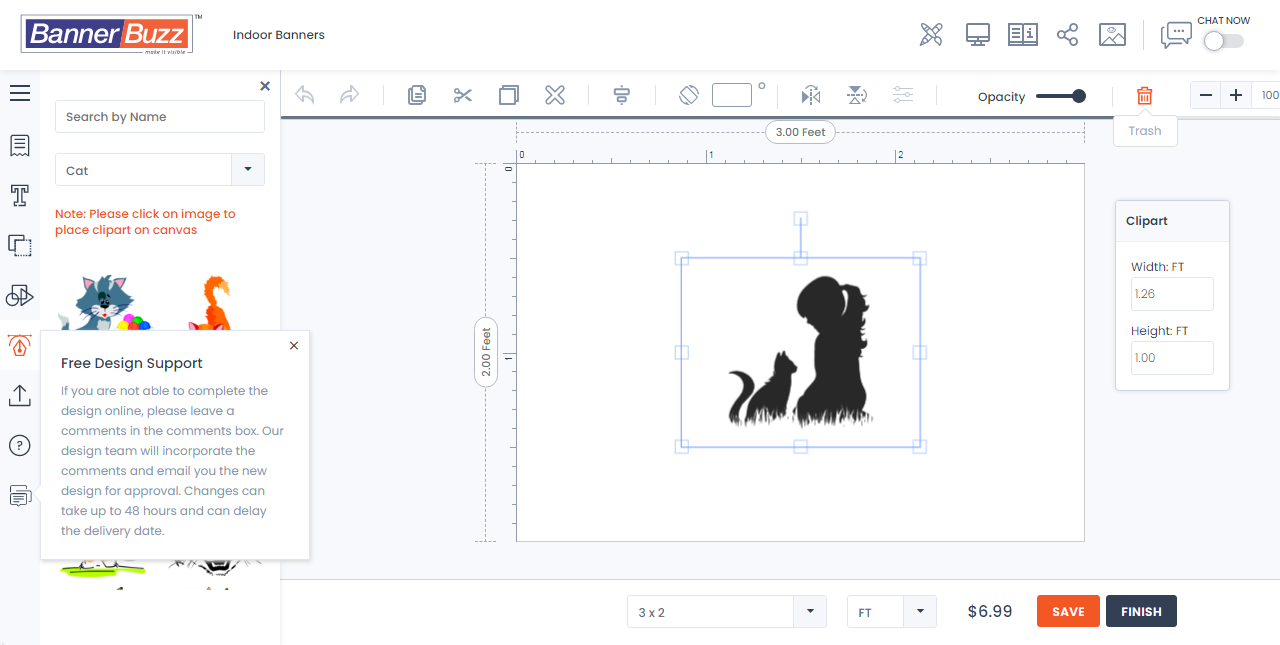 BannerBuzz
TM
make it visible
Indoor Banners
CHAT NOW
Search by Name
Cat
Note: Please click on image to
place clipart on canvas
Opacity
100
Trash
3.00 Feet
0
1
2
0
1
2.00 Feet
Clipart
Width: FT
1.26
Height: FT
1.00
Free Design Support
If you are not able to complete the
design online, please leave a
comments in the comments box. Our
design team will incorporate the
comments and email you the new
design for approval. Changes can
take up to 48 hours and can delay
the delivery date.
3 x 2
FT
$6.99
SAVE
FINISH